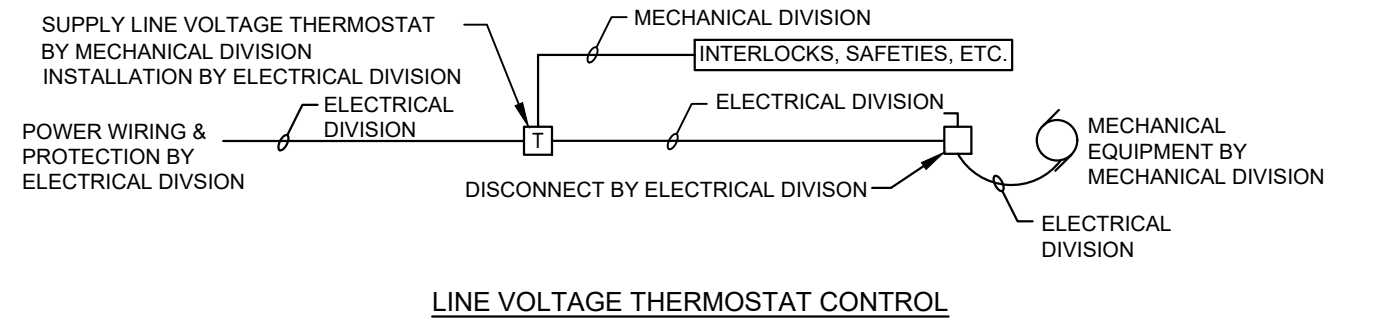 SUPPLY LINE VOLTAGE THERMOSTAT
BY MECHANICAL DIVISION
INSTALLATION BY ELECTRICAL DIVISION
MECHANICAL DIVISION
INTERLOCKS, SAFETIES, ETC.
ELECTRICAL
DIVISION
ELECTRICAL DIVISION
POWER WIRING &
PROTECTION BY
ELECTRICAL DIVSION
T
MECHANICAL
EQUIPMENT BY
MECHANICAL DIVISION
DISCONNECT BY ELECTRICAL DIVISON
ELECTRICAL
DIVISION
LINE VOLTAGE THERMOSTAT CONTROL